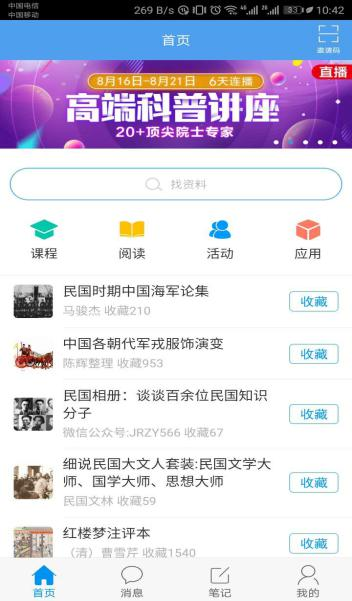 中国电信
中国移动
269 B/s
10:42
首页
邀请码
8月16日-8月21日 6天连播
直播
高端科普讲座
20+顶尖院士专家
找资料
课程
阅读
活动
应用
民国时期中国海军论集
马骏杰 收藏210
收藏
中国各朝代军戎服饰演变
陈辉整理 收藏953
收藏
民国相册：谈谈百余位民国知识
分子
微信公众号:JRZY566 收藏67
收藏
细说民国大文人套装:民国文学大
师、国学大师、思想大师
民国文林 收藏59
收藏
红楼梦注评本
（清）曹雪芹 收藏1540
收藏
首页
消息
笔记
我的